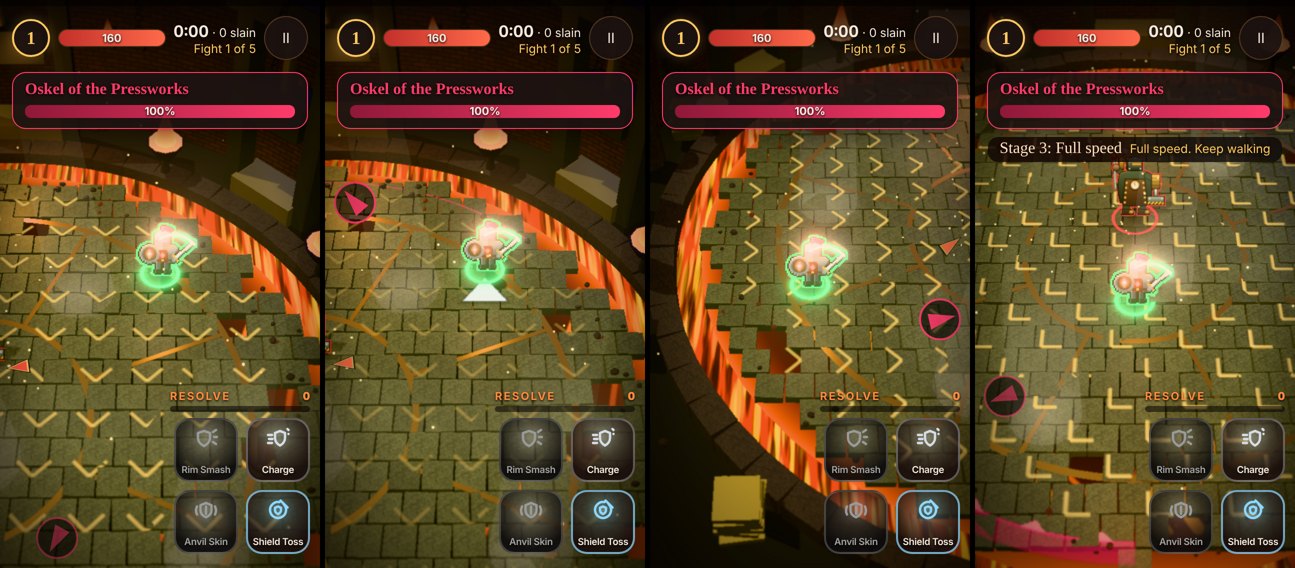 1
160
0:00 · 0 slain
Fight 1 of 5
Oskel of the Pressworks
100%
RESOLVE 0
Rim Smash
Charge
Anvil Skin
Shield Toss
1
160
0:00 · 0 slain
Fight 1 of 5
Oskel of the Pressworks
100%
RESOLVE 0
Rim Smash
Charge
Anvil Skin
Shield Toss
1
160
0:00 · 0 slain
Fight 1 of 5
Oskel of the Pressworks
100%
RESOLVE 0
Rim Smash
Charge
Anvil Skin
Shield Toss
1
160
0:00 · 0 slain
Fight 1 of 5
Oskel of the Pressworks
100%
Stage 3: Full speed Full speed. Keep walking
RESOLVE 0
Rim Smash
Charge
Anvil Skin
Shield Toss